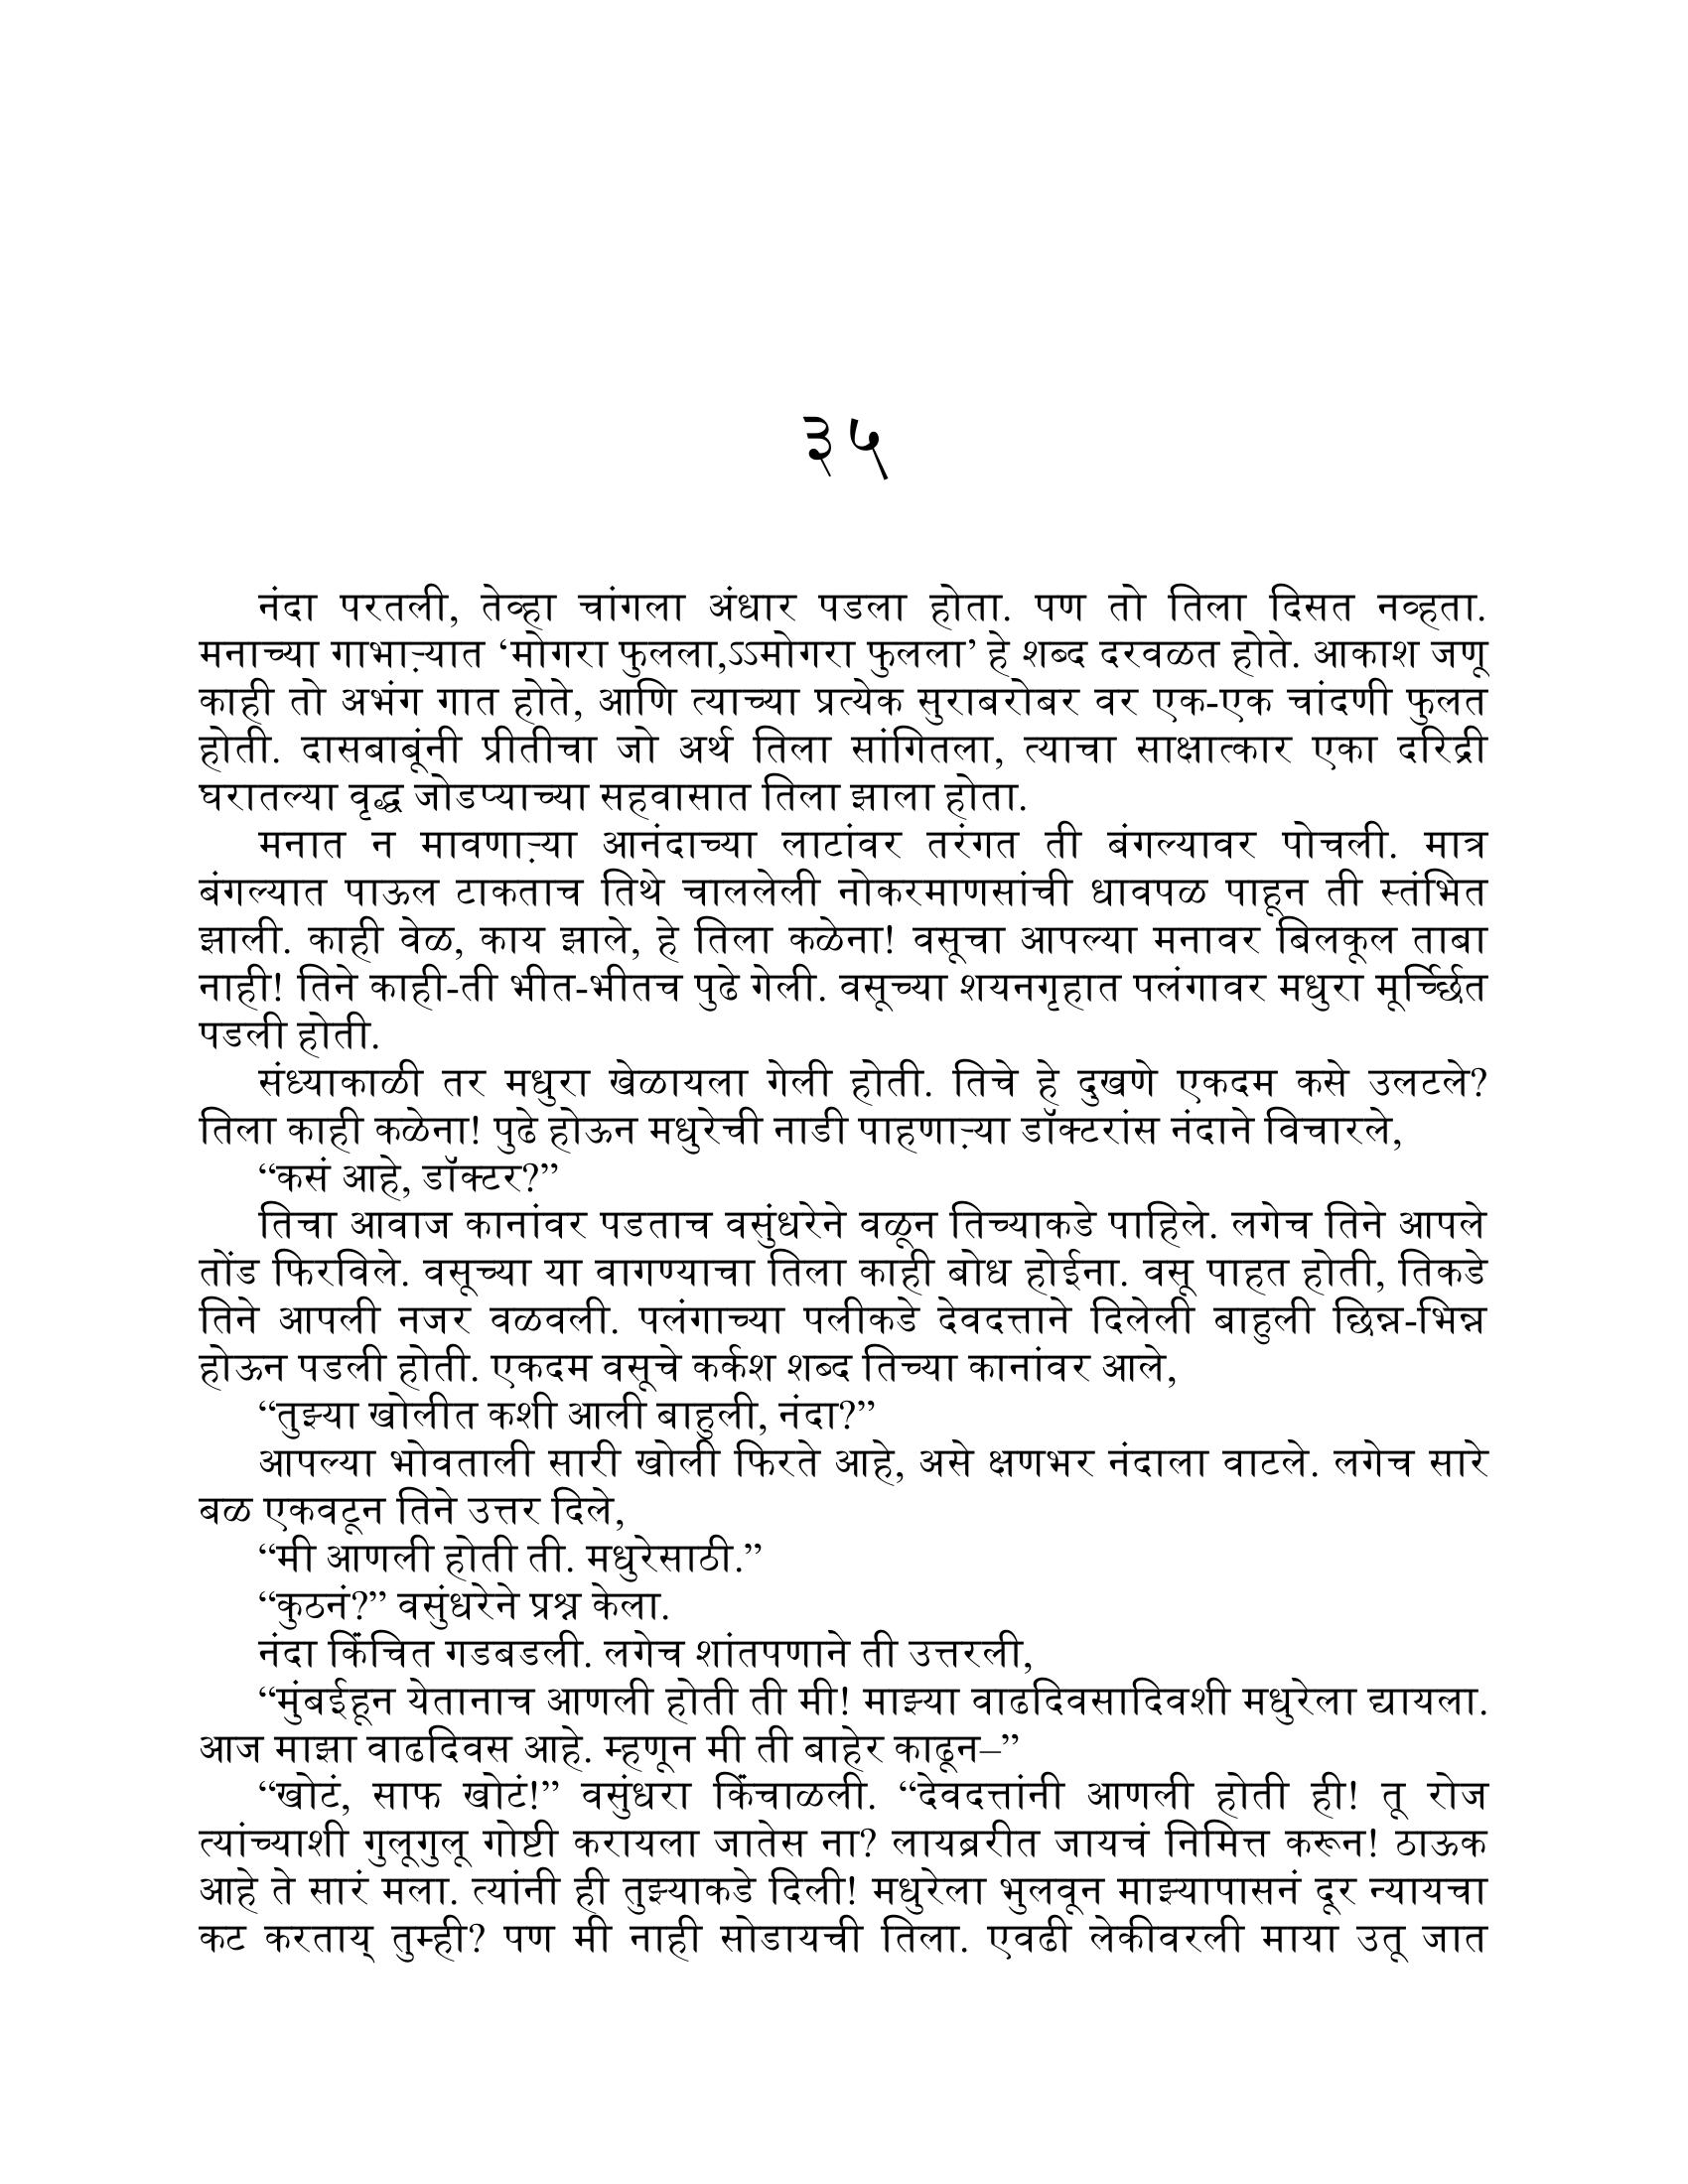 ३५
नंदा परतली, तेव्हा चांगला अंधार पडला होता. पण तो तिला दिसत नव्हता.
मनाच्या गाभाऱ्यात ‘मोगरा फुलला,ऽऽमोगरा फुलला’ हे शब्द दरवळत होते. आकाश जणू
काही तो अभंग गात होते, आणि त्याच्या प्रत्येक सुराबरोबर वर एक-एक चांदणी फुलत
होती. दासबाबूंनी प्रीतीचा जो अर्थ तिला सांगितला, त्याचा साक्षात्कार एका दरिद्री
घरातल्या वृद्ध जोडप्याच्या सहवासात तिला झाला होता.
मनात न मावणाऱ्या आनंदाच्या लाटांवर तरंगत ती बंगल्यावर पोचली. मात्र
बंगल्यात पाऊल टाकताच तिथे चाललेली नोकरमाणसांची धावपळ पाहून ती स्तंभित
झाली. काही वेळ, काय झाले, हे तिला कळेना! वसूचा आपल्या मनावर बिलकूल ताबा
नाही! तिने काही-ती भीत-भीतच पुढे गेली. वसूच्या शयनगृहात पलंगावर मधुरा मूर्च्छित
पडली होती.
संध्याकाळी तर मधुरा खेळायला गेली होती. तिचे हे दुखणे एकदम कसे उलटले?
तिला काही कळेना! पुढे होऊन मधुरेची नाडी पाहणाऱ्या डॉक्टरांस नंदाने विचारले,
“कसं आहे, डॉक्टर?”
तिचा आवाज कानांवर पडताच वसुंधरेने वळून तिच्याकडे पाहिले. लगेच तिने आपले
तोंड फिरविले. वसूच्या या वागण्याचा तिला काही बोध होईना. वसू पाहत होती, तिकडे
तिने आपली नजर वळवली. पलंगाच्या पलीकडे देवदत्ताने दिलेली बाहुली छिन्न-भिन्न
होऊन पडली होती. एकदम वसूचे कर्कश शब्द तिच्या कानांवर आले,
“तुझ्या खोलीत कशी आली बाहुली, नंदा?”
आपल्या भोवताली सारी खोली फिरते आहे, असे क्षणभर नंदाला वाटले. लगेच सारे
बळ एकवटून तिने उत्तर दिले,
“मी आणली होती ती. मधुरेसाठी.”
“कुठनं?” वसुंधरेने प्रश्न केला.
नंदा किंचित गडबडली. लगेच शांतपणाने ती उत्तरली,
“मुंबईहून येतानाच आणली होती ती मी! माझ्या वाढदिवसादिवशी मधुरेला द्यायला.
आज माझा वाढदिवस आहे. म्हणून मी ती बाहेर काढून–”
“खोटं, साफ खोटं!” वसुंधरा किंचाळली. “देवदत्तांनी आणली होती ही! तू रोज
त्यांच्याशी गुलूगुलू गोष्टी करायला जातेस ना? लायब्ररीत जायचं निमित्त करून! ठाऊक
आहे ते सारं मला. त्यांनी ही तुझ्याकडे दिली! मधुरेला भुलवून माझ्यापासनं दूर न्यायचा
कट करताय् तुम्ही? पण मी नाही सोडायची तिला. एवढी लेकीवरली माया उतू जात